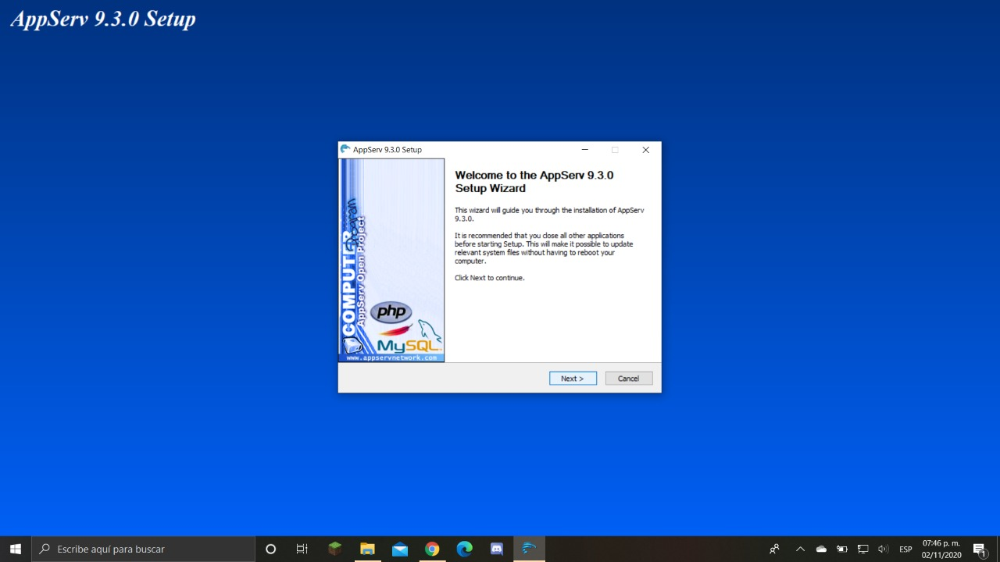 AppServ 9.3.0 Setup
AppServ 9.3.0 Setup
Welcome to the AppServ 9.3.0
Setup Wizard
This wizard will guide you through the installation of AppServ
9.3.0.
It is recommended that you close all other applications
before starting Setup. This will make it possible to update
relevant system files without having to reboot your
computer.
Click Next to continue.
COMPUTER
Program
AppServ Open Project
php
MySQL
www.appservnetwork.com
Next >
Cancel
Escribe aquí para buscar
ESP
07:46 p. m.
02/11/2020
1